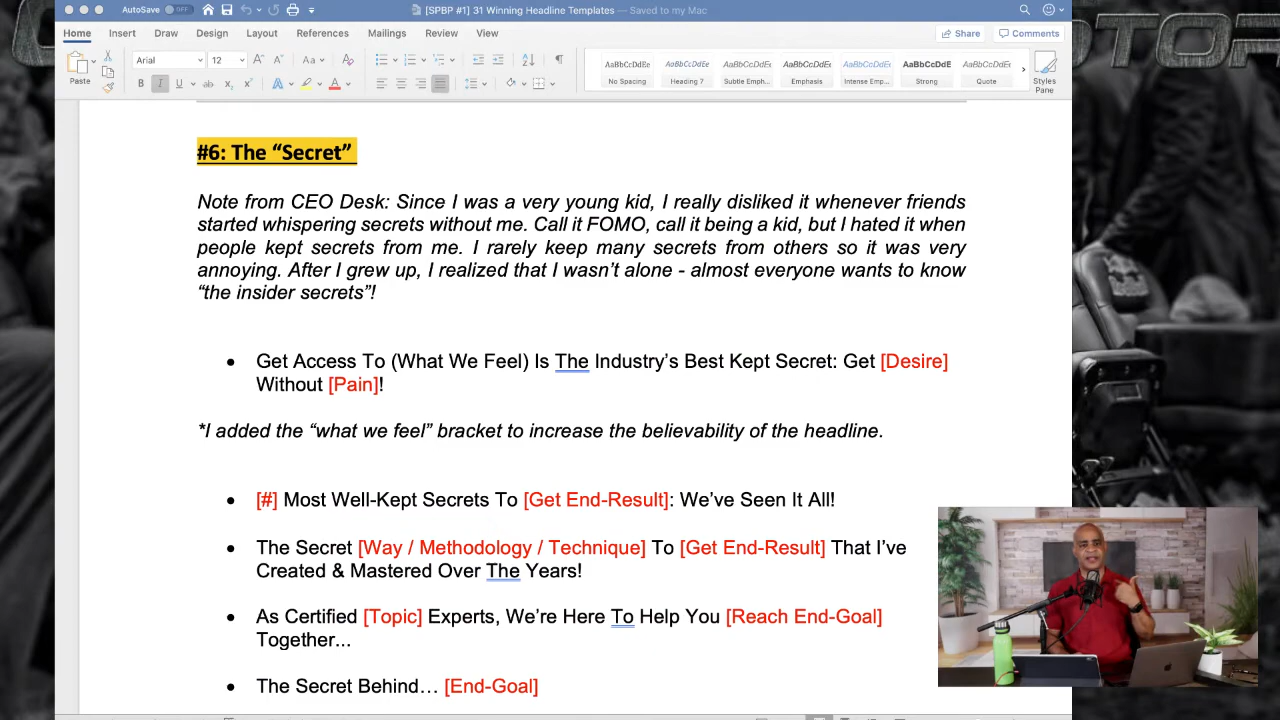 AutoSave OFF [SPBP #1] 31 Winning Headline Templates — Saved to my Mac
Home Insert Draw Design Layout References Mailings Review View Share Comments
Paste Arial 12 AaBbCcDdEe AaBbCcDdEe AaBbCcDdEe AaBbCcDdEe AaBbCcDdEe AaBbCcDdE AaBbCcDdEe
No Spacing Heading 7 Subtle Emph... Emphasis Intense Emp... Strong Quote Styles Pane
#6: The “Secret”
Note from CEO Desk: Since I was a very young kid, I really disliked it whenever friends
started whispering secrets without me. Call it FOMO, call it being a kid, but I hated it when
people kept secrets from me. I rarely keep many secrets from others so it was very
annoying. After I grew up, I realized that I wasn’t alone - almost everyone wants to know
“the insider secrets”!
• Get Access To (What We Feel) Is The Industry’s Best Kept Secret: Get [Desire]
Without [Pain]!
*I added the “what we feel” bracket to increase the believability of the headline.
• [#] Most Well-Kept Secrets To [Get End-Result]: We’ve Seen It All!
• The Secret [Way / Methodology / Technique] To [Get End-Result] That I’ve
Created & Mastered Over The Years!
• As Certified [Topic] Experts, We’re Here To Help You [Reach End-Goal]
Together...
• The Secret Behind… [End-Goal]